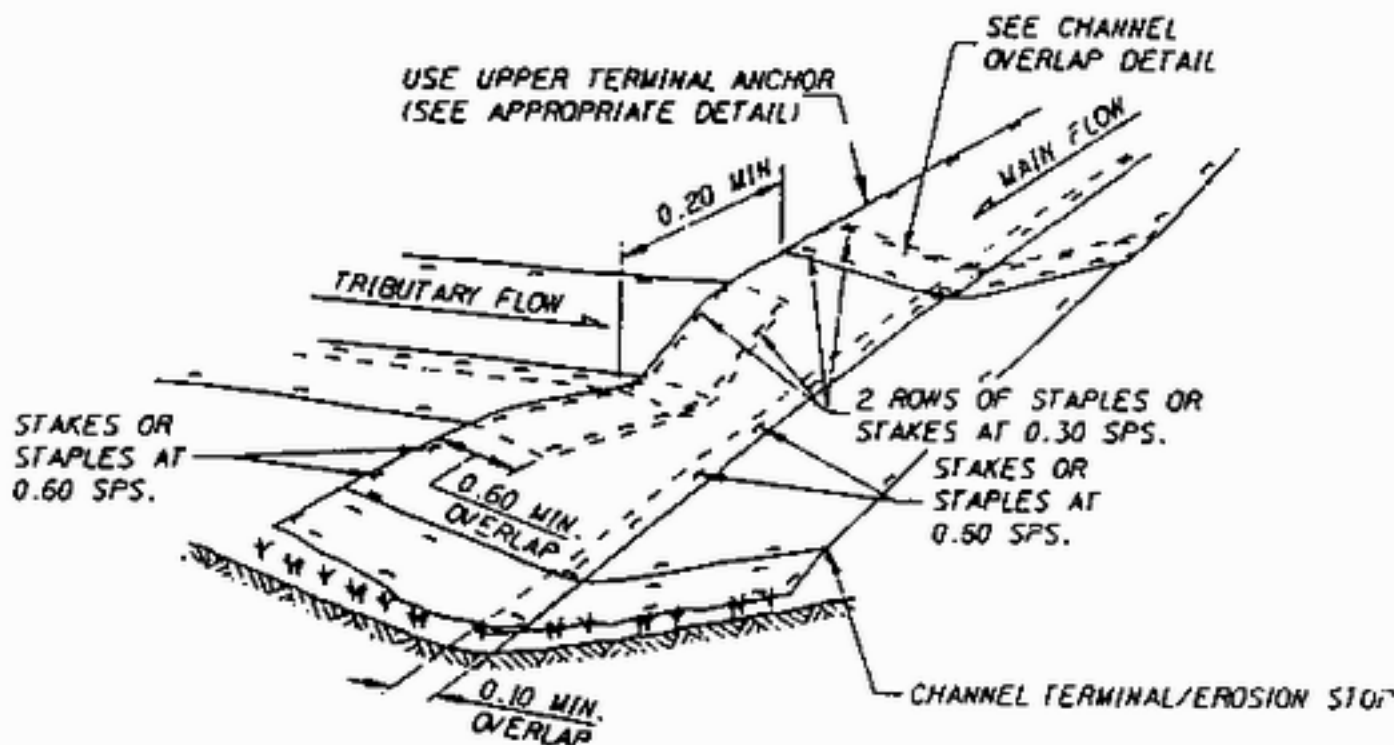 SEE CHANNEL
OVERLAP DETAIL
USE UPPER TERMINAL ANCHOR
(SEE APPROPRIATE DETAIL)
MAIN FLOW
0.20 MIN
TRIBUTARY FLOW
2 ROWS OF STAPLES OR
STAKES AT 0.30 SPS.
STAKES OR
STAPLES AT
0.60 SPS.
STAKES OR
STAPLES AT
0.60 SPS.
0.60 MIN.
OVERLAP
0.10 MIN.
OVERLAP
CHANNEL TERMINAL/EROSION STOP